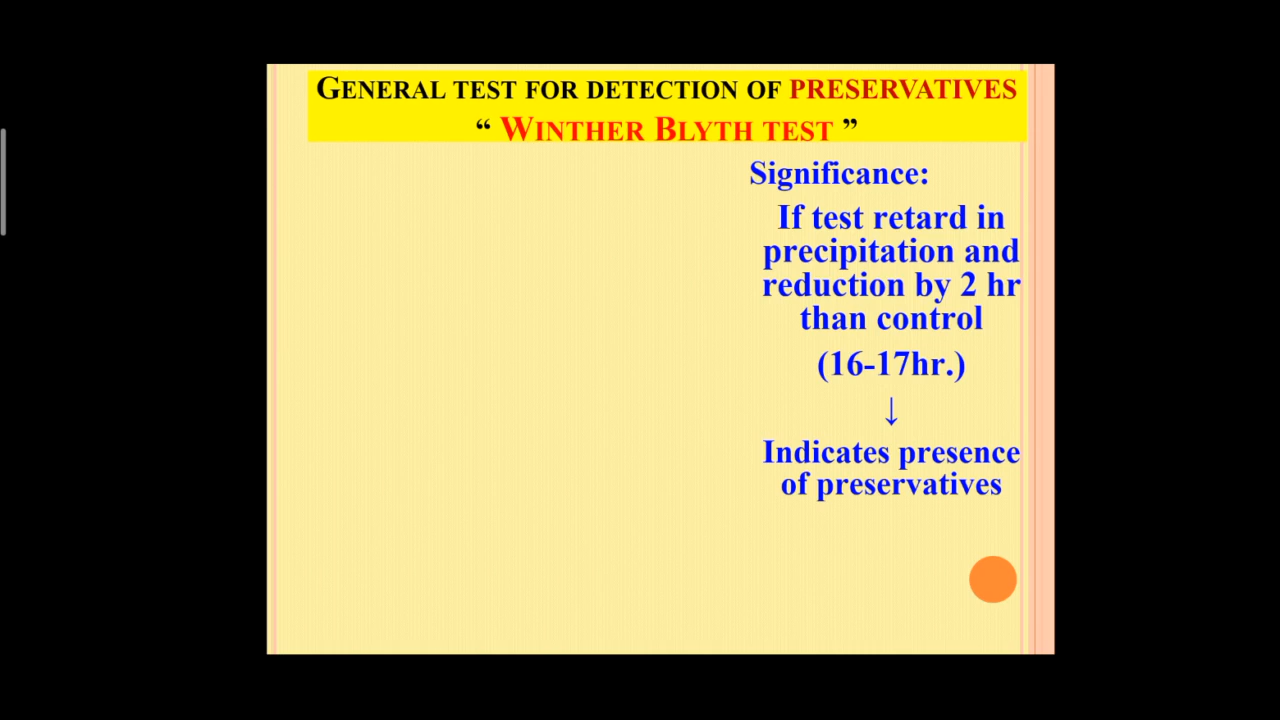 GENERAL TEST FOR DETECTION OF PRESERVATIVES
“ WINTHER BLYTH TEST ”
Significance:
If test retard in
precipitation and
reduction by 2 hr
than control
(16-17hr.)
↓
Indicates presence
of preservatives